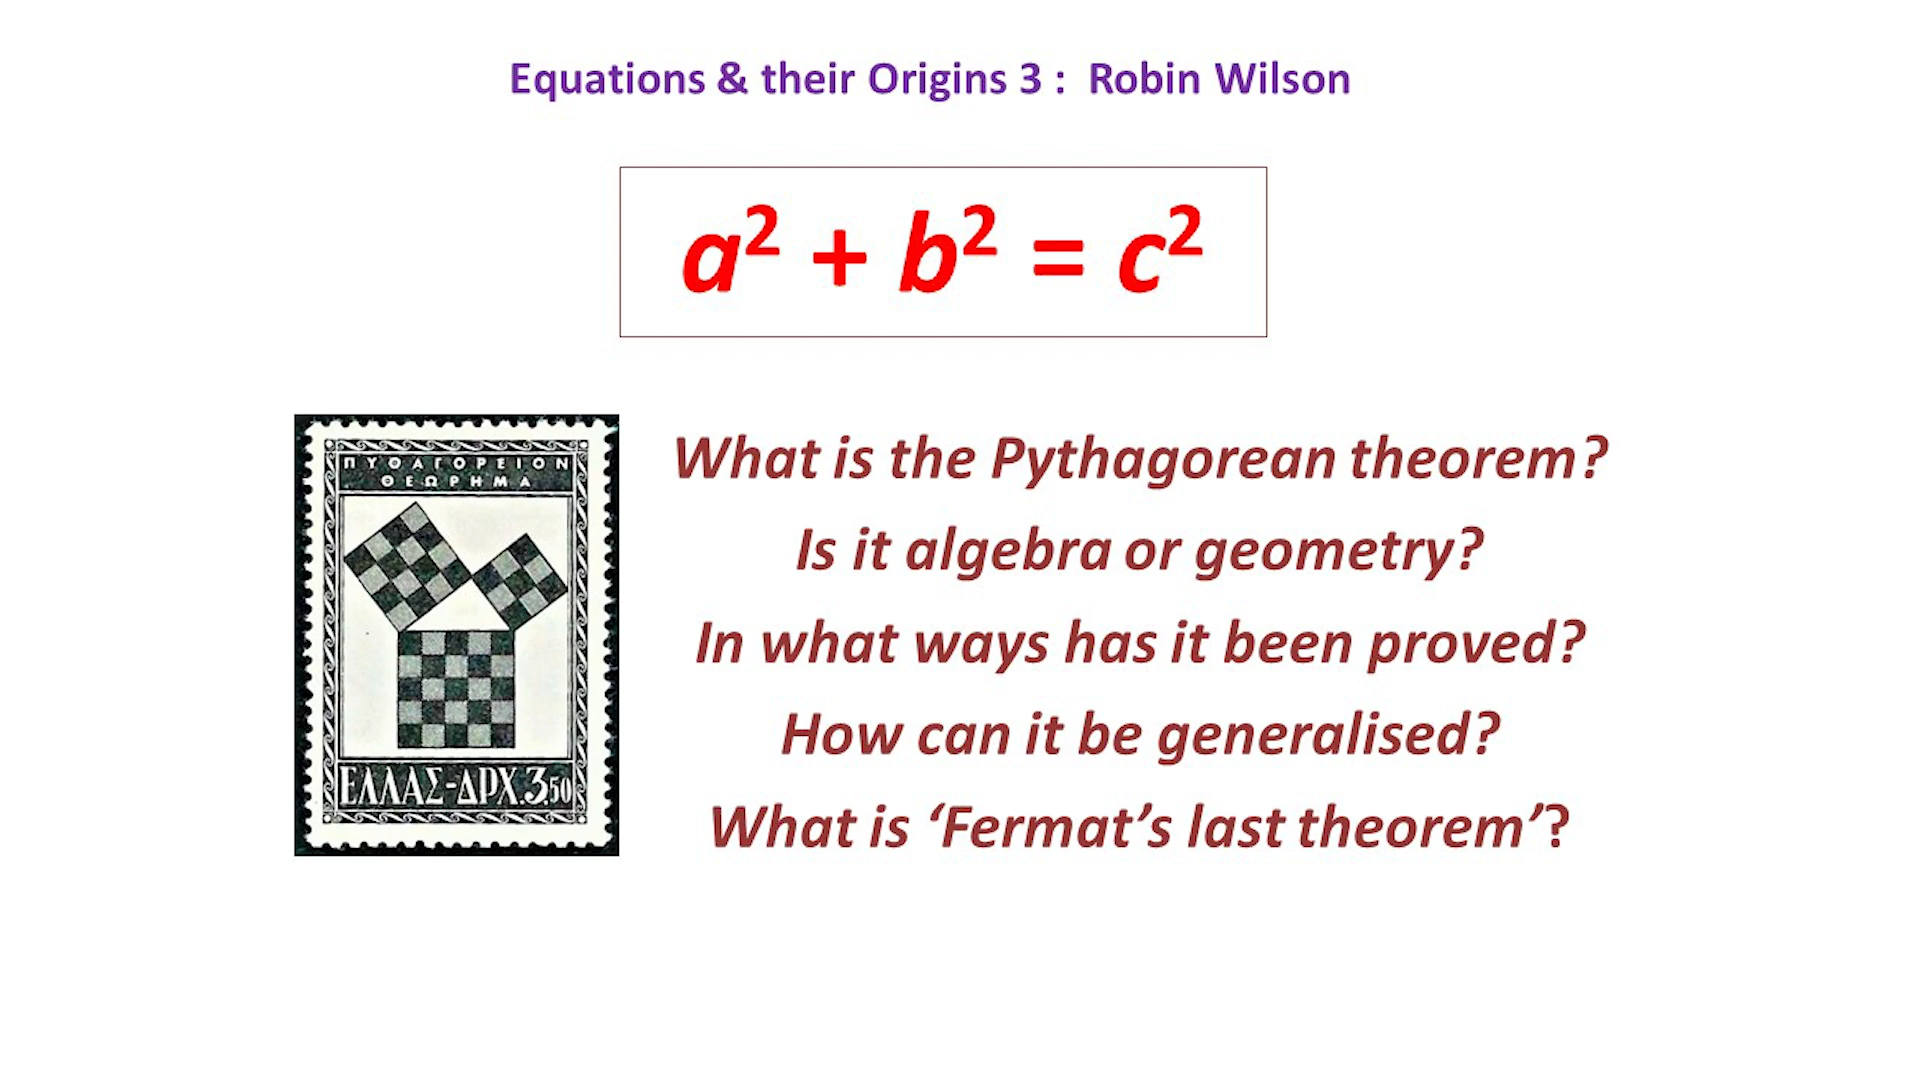 Equations & their Origins 3 : Robin Wilson
a² + b² = c²
ΠΥΘΑΓΟΡΕΙΟΝ
ΘΕΩΡΗΜΑ
ΕΛΛΑΣ-ΔΡΧ.3.50
What is the Pythagorean theorem?
Is it algebra or geometry?
In what ways has it been proved?
How can it be generalised?
What is ‘Fermat’s last theorem’?